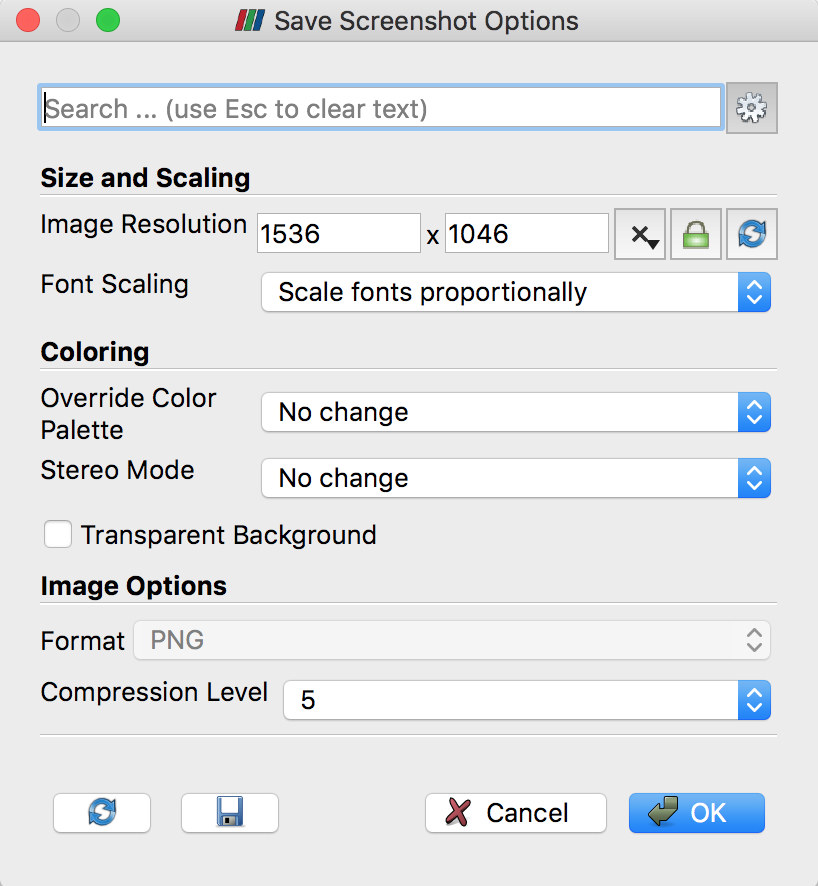 Save Screenshot Options
Search ... (use Esc to clear text)
Size and Scaling
Image Resolution 1536 x 1046
Font Scaling Scale fonts proportionally
Coloring
Override Color
Palette No change
Stereo Mode No change
Transparent Background
Image Options
Format PNG
Compression Level 5
Cancel OK